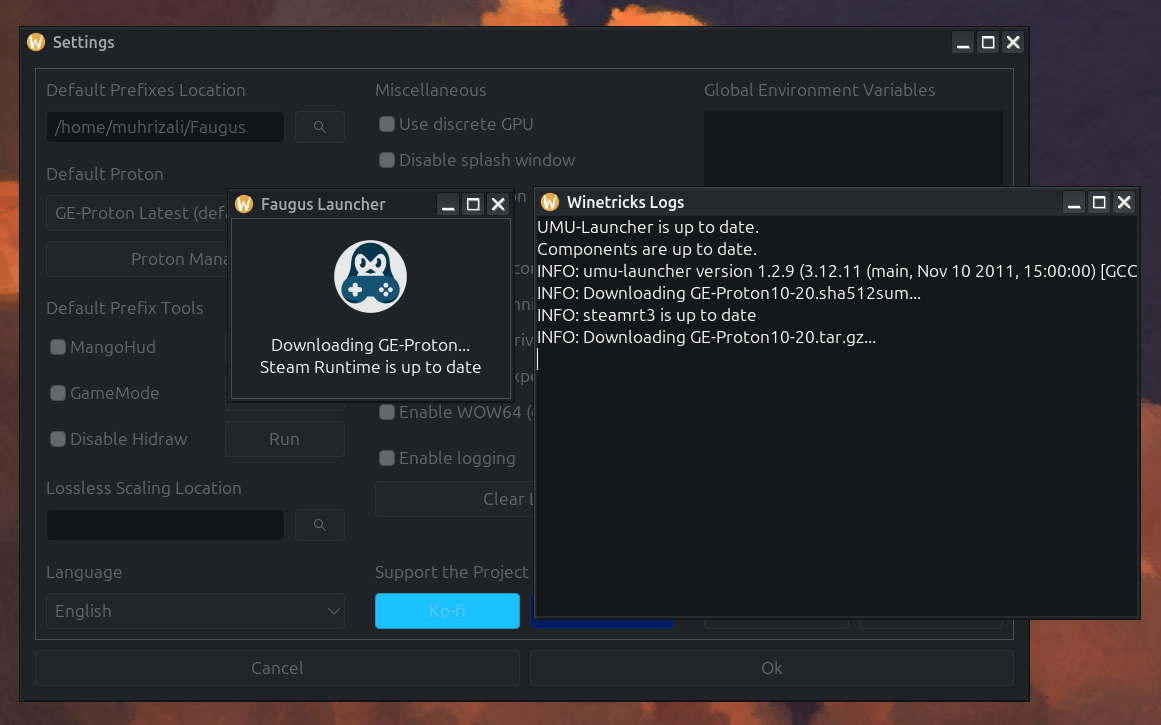 Settings
Default Prefixes Location
/home/muhrizali/Faugus
Default Proton
GE-Proton Latest (defa
Proton Mana
Default Prefix Tools
MangoHud
GameMode
Disable Hidraw
Run
Lossless Scaling Location
Language
English
Miscellaneous
Use discrete GPU
Disable splash window
Enable WOW64 (
Enable logging
Clear L
Support the Project
Ko-fi
Global Environment Variables
Cancel
Ok
Faugus Launcher
Downloading GE-Proton...
Steam Runtime is up to date
Winetricks Logs
UMU-Launcher is up to date.
Components are up to date.
INFO: umu-launcher version 1.2.9 (3.12.11 (main, Nov 10 2011, 15:00:00) [GCC
INFO: Downloading GE-Proton10-20.sha512sum...
INFO: steamrt3 is up to date
INFO: Downloading GE-Proton10-20.tar.gz...